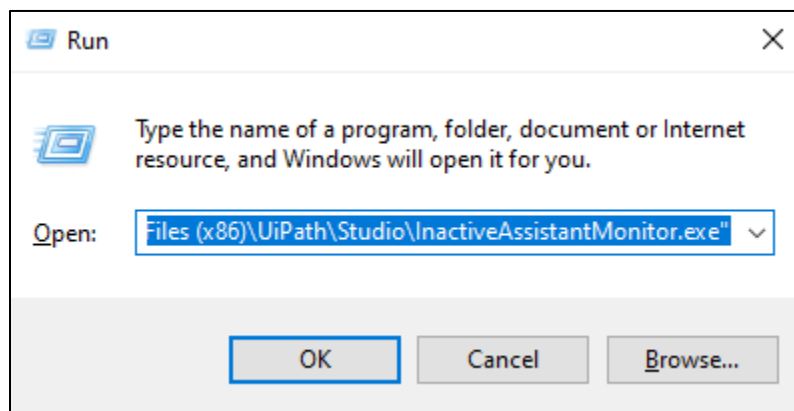 Run
Type the name of a program, folder, document or Internet
resource, and Windows will open it for you.
Open: Files (x86)\UiPath\Studio\InactiveAssistantMonitor.exe"
OK Cancel Browse...